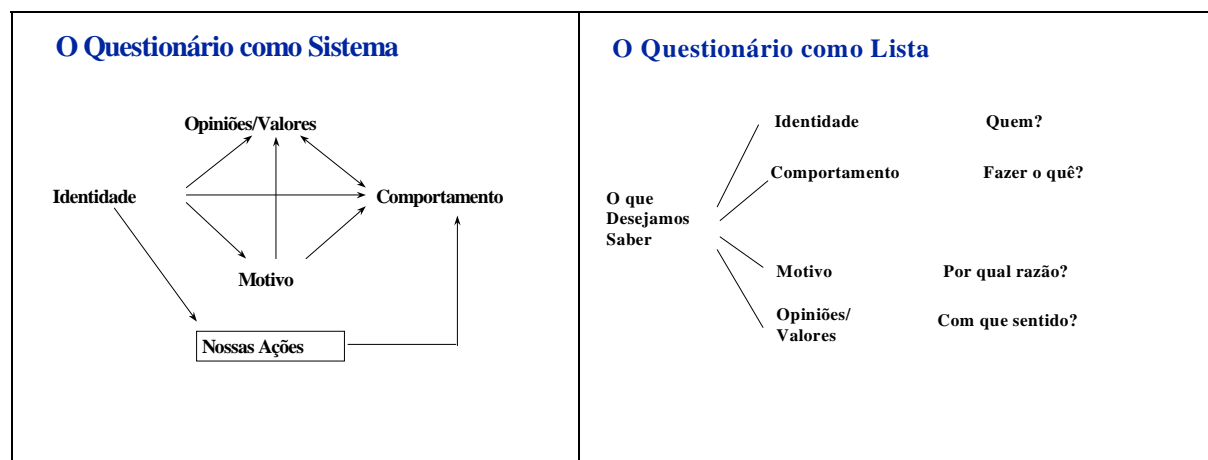 O Questionário como Sistema
Opiniões/Valores
Identidade
Comportamento
Motivo
Nossas Ações
O Questionário como Lista
Identidade Quem?
Comportamento Fazer o quê?
O que
Desejamos
Saber
Motivo Por qual razão?
Opiniões/
Valores
Com que sentido?